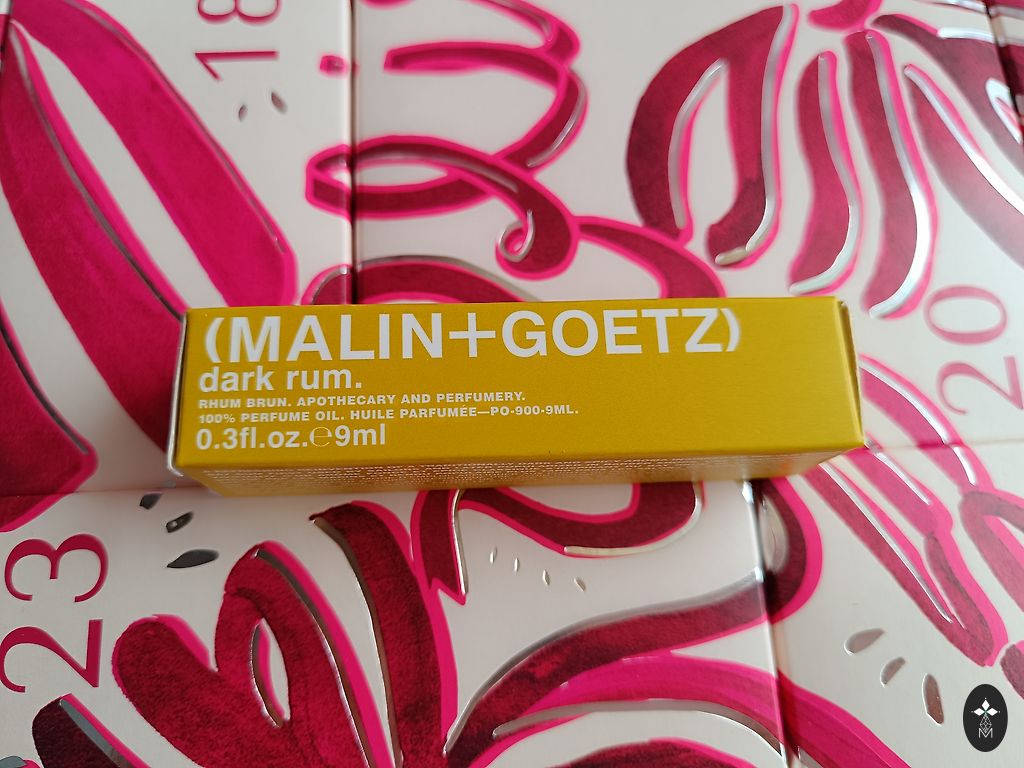 18
(MALIN+GOETZ)
dark rum.
RHUM BRUN. APOTHECARY AND PERFUMERY.
100% PERFUME OIL. HUILE PARFUMÉE—PO-900-9ML.
0.3fl.oz.℮9ml
20
23
M